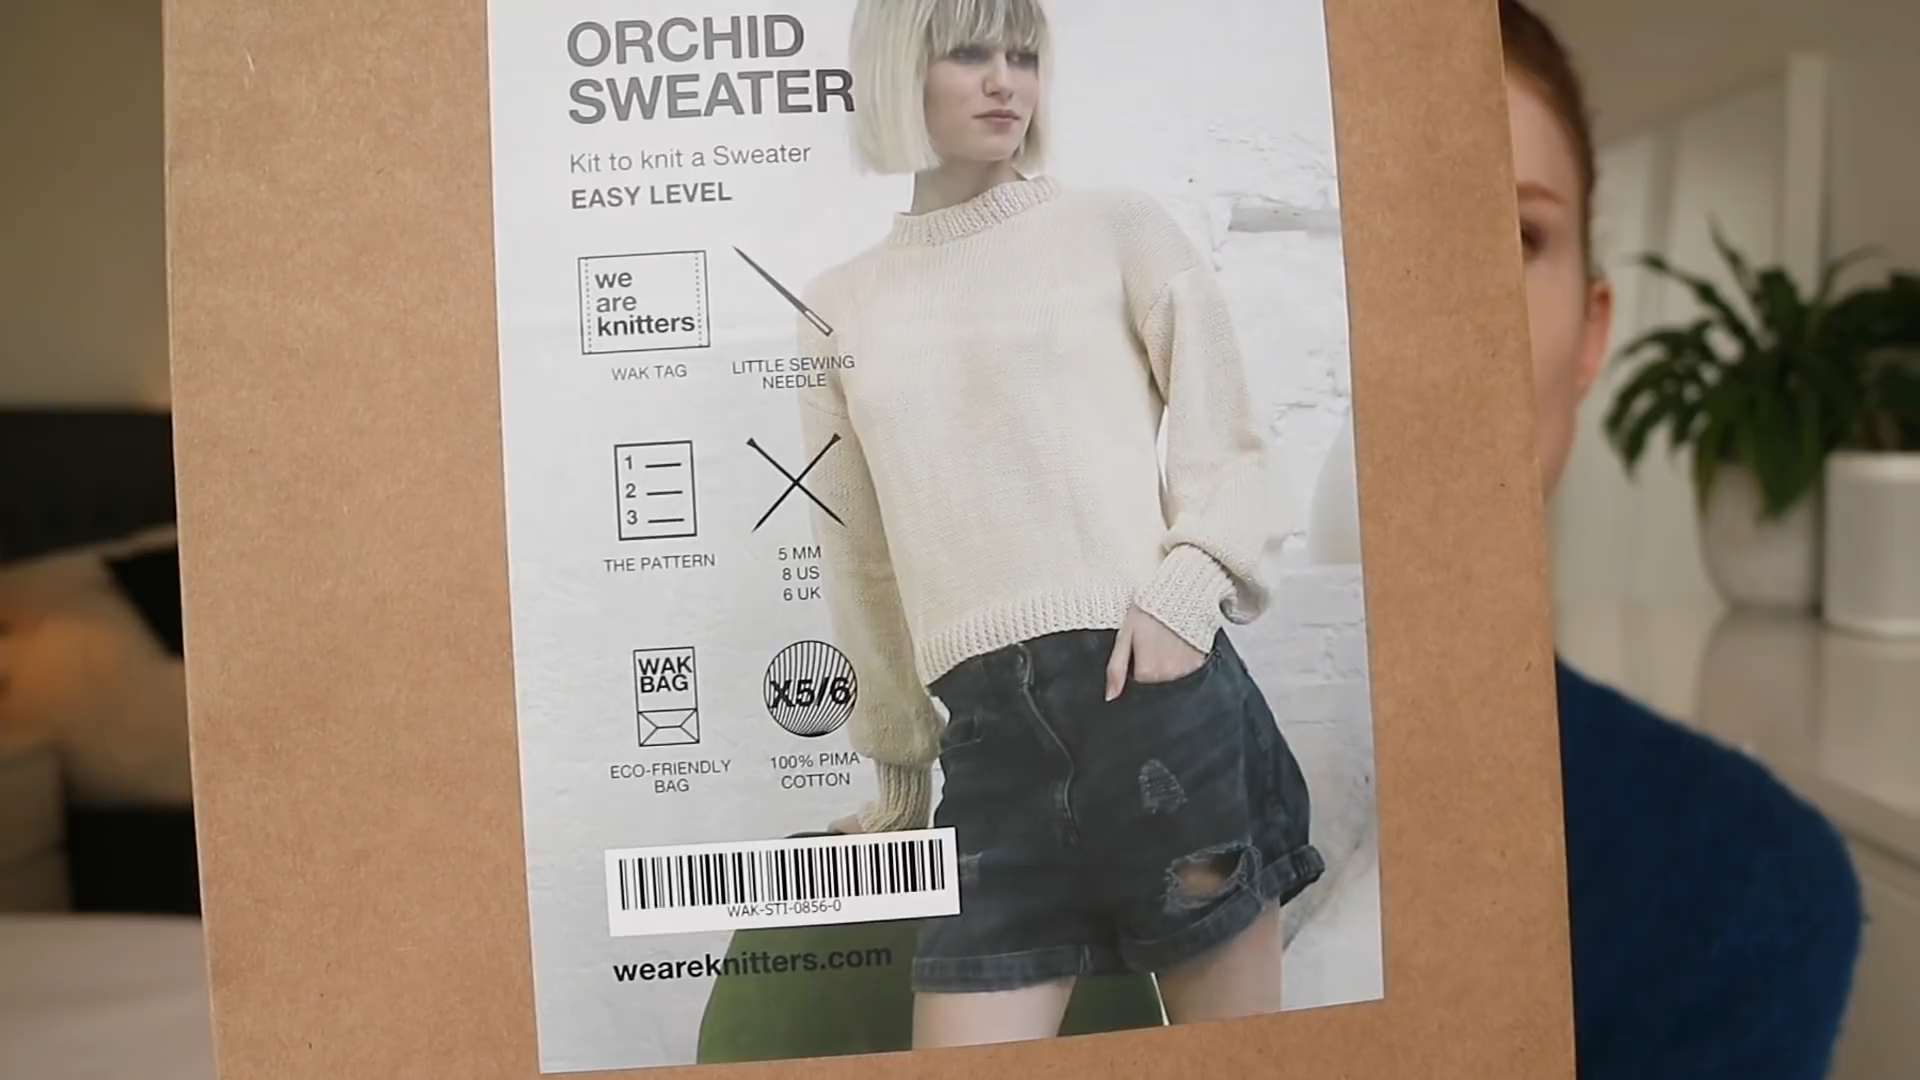 ORCHID
SWEATER
Kit to knit a Sweater
EASY LEVEL
we
are
knitters
WAK TAG
LITTLE SEWING
NEEDLE
1
2
3
THE PATTERN
5 MM
8 US
6 UK
WAK
BAG
ECO-FRIENDLY
BAG
X5/6
100% PIMA
COTTON
WAK-STI-0856-0
weareknitters.com